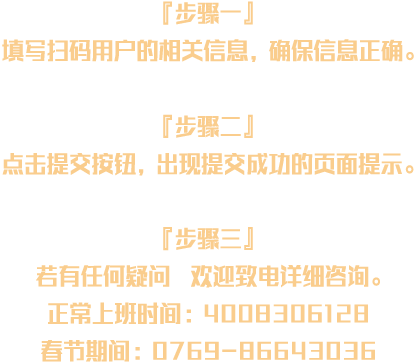 『步骤一』
填写扫码用户的相关信息，确保信息正确。
『步骤二』
点击提交按钮，出现提交成功的页面提示。
『步骤三』
若有任何疑问 欢迎致电详细咨询。
正常上班时间：4008306128
春节期间：0769-86643036